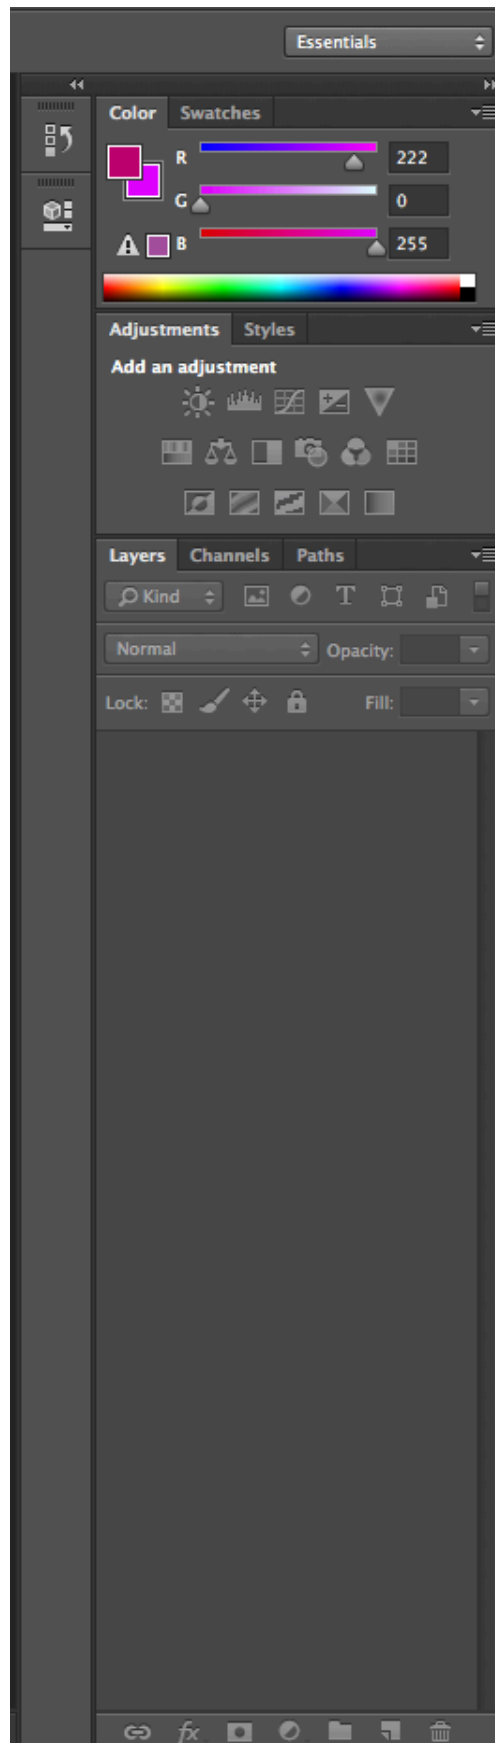 Essentials
Color Swatches
R 222
G 0
B 255
Adjustments Styles
Add an adjustment
Layers Channels Paths
Kind T
Normal Opacity:
Lock: Fill:
fx